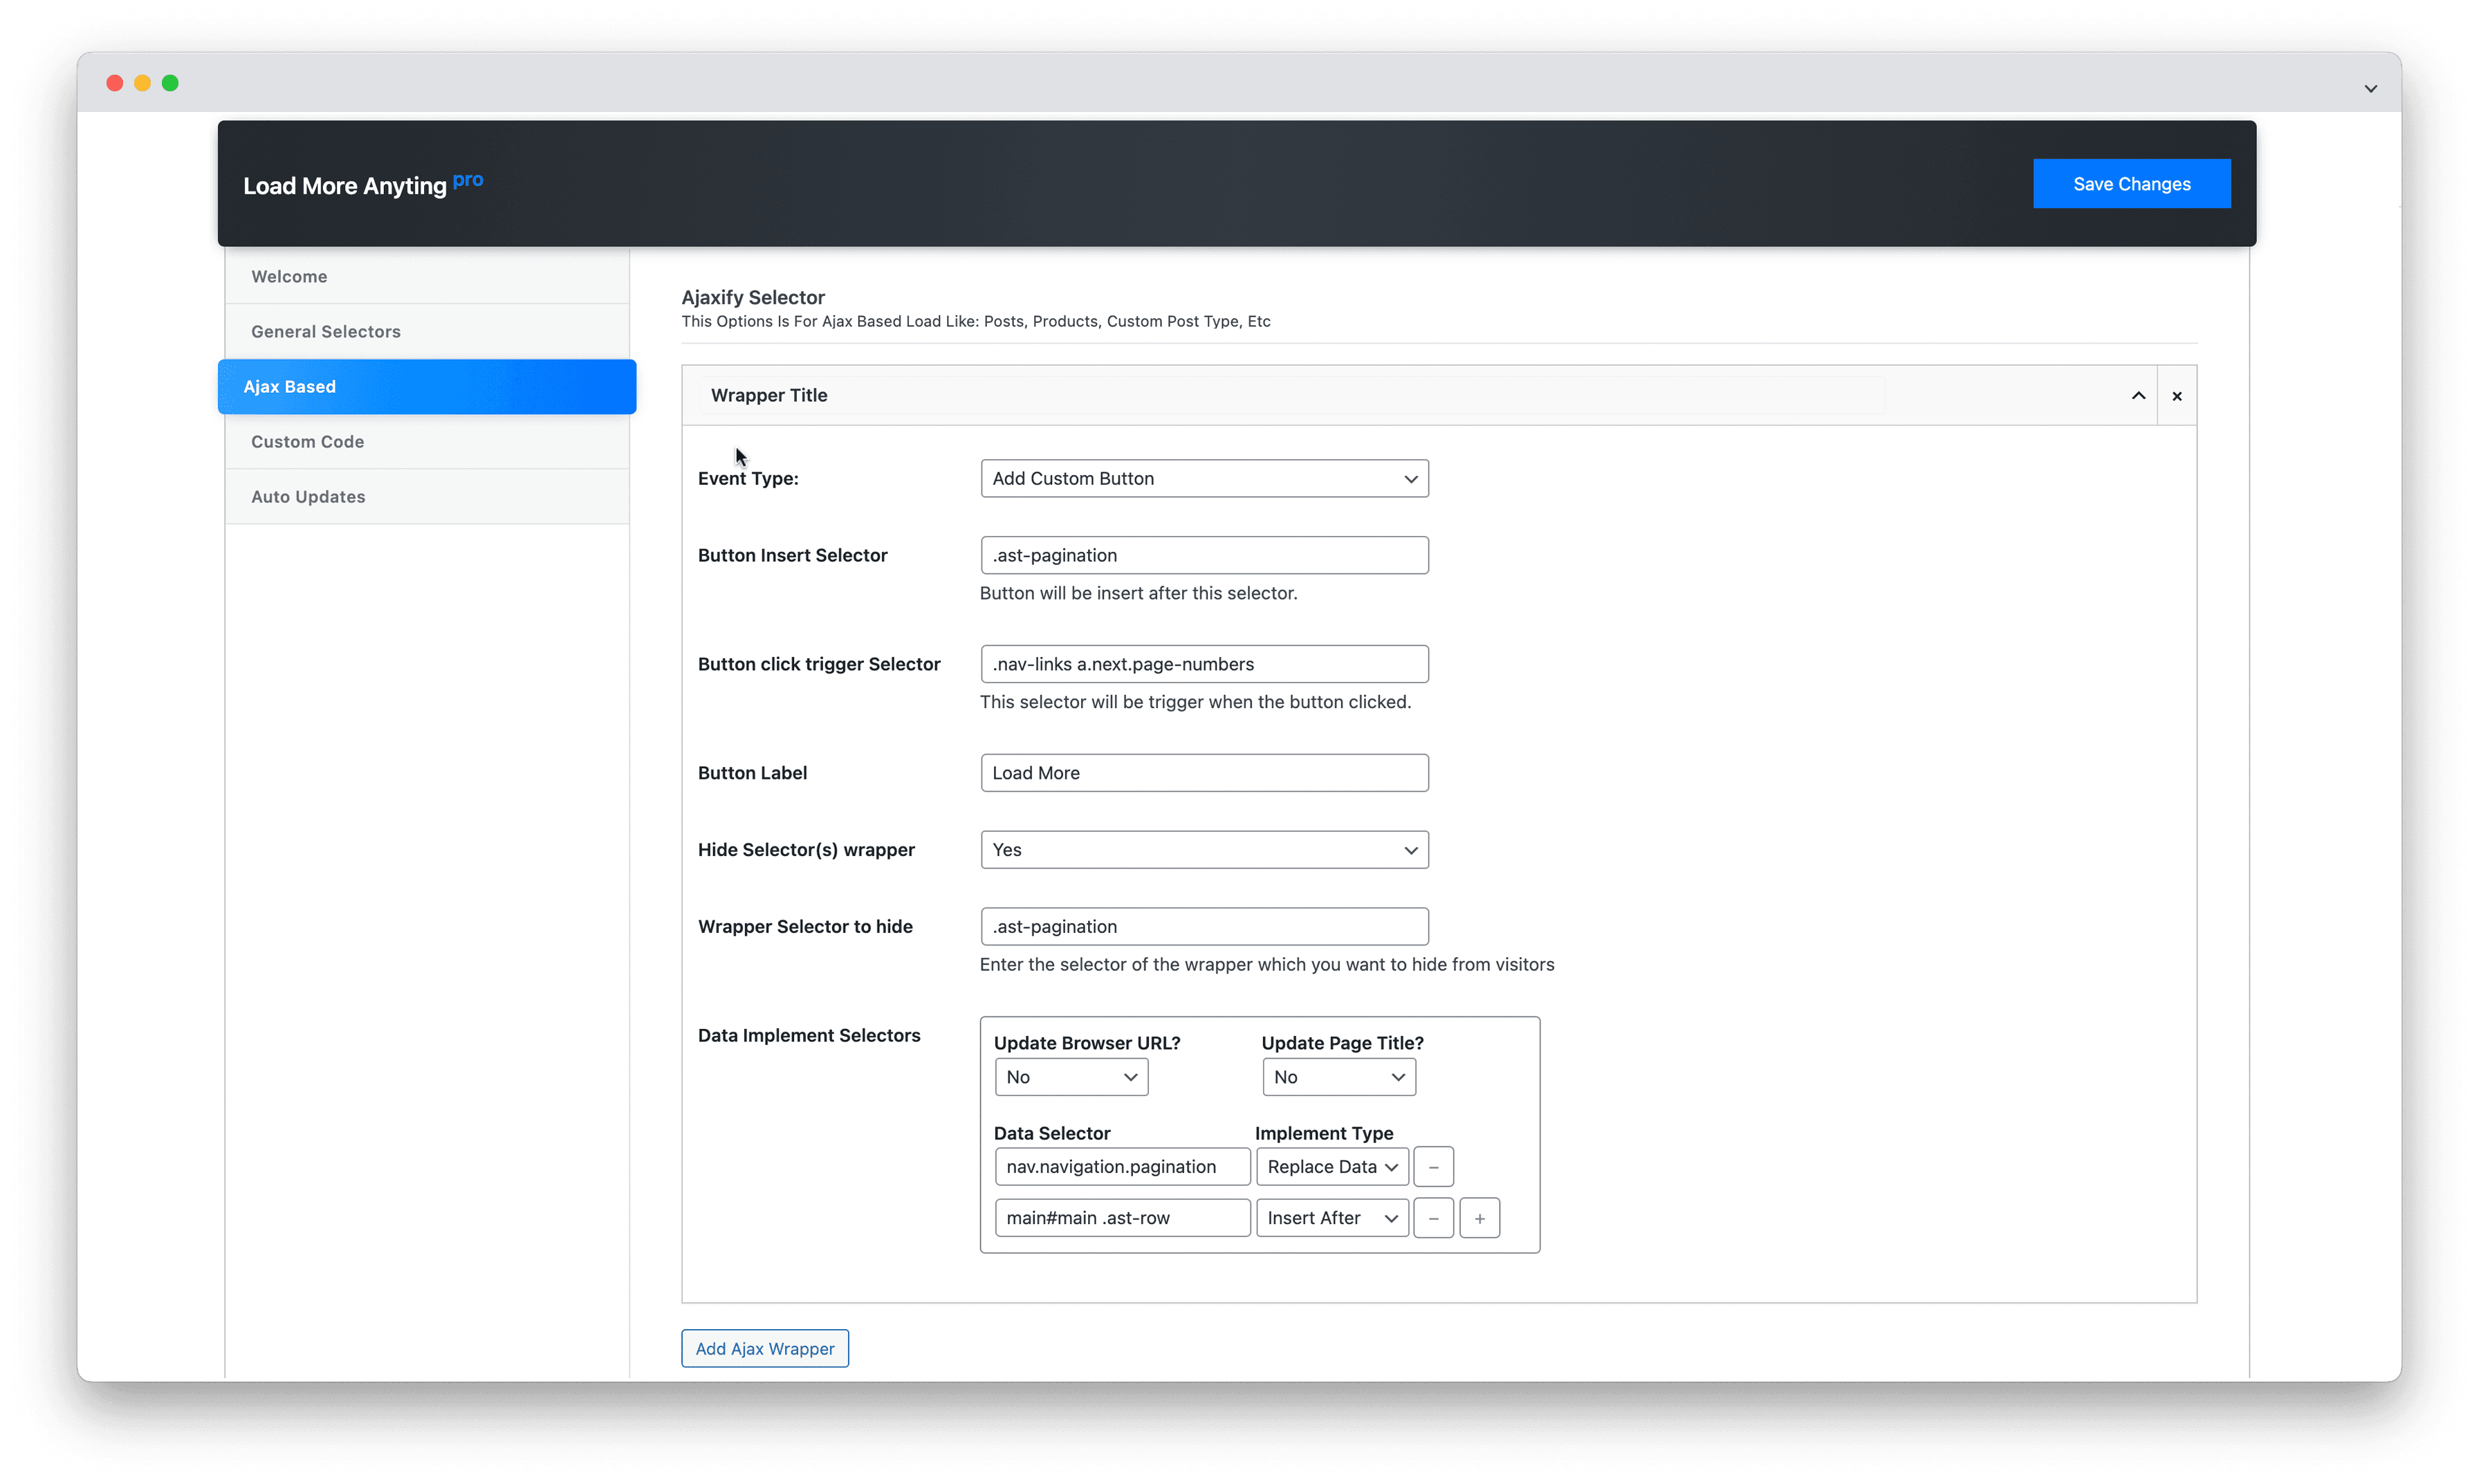 Load More Anyting pro
Save Changes
Welcome
General Selectors
Ajax Based
Custom Code
Auto Updates
Ajaxify Selector
This Options Is For Ajax Based Load Like: Posts, Products, Custom Post Type, Etc
Wrapper Title
Event Type:
Add Custom Button
Button Insert Selector
.ast-pagination
Button will be insert after this selector.
Button click trigger Selector
.nav-links a.next.page-numbers
This selector will be trigger when the button clicked.
Button Label
Load More
Hide Selector(s) wrapper
Yes
Wrapper Selector to hide
.ast-pagination
Enter the selector of the wrapper which you want to hide from visitors
Data Implement Selectors
Update Browser URL? Update Page Title?
No No
Data Selector Implement Type
nav.navigation.pagination Replace Data −
main#main .ast-row Insert After − +
Add Ajax Wrapper